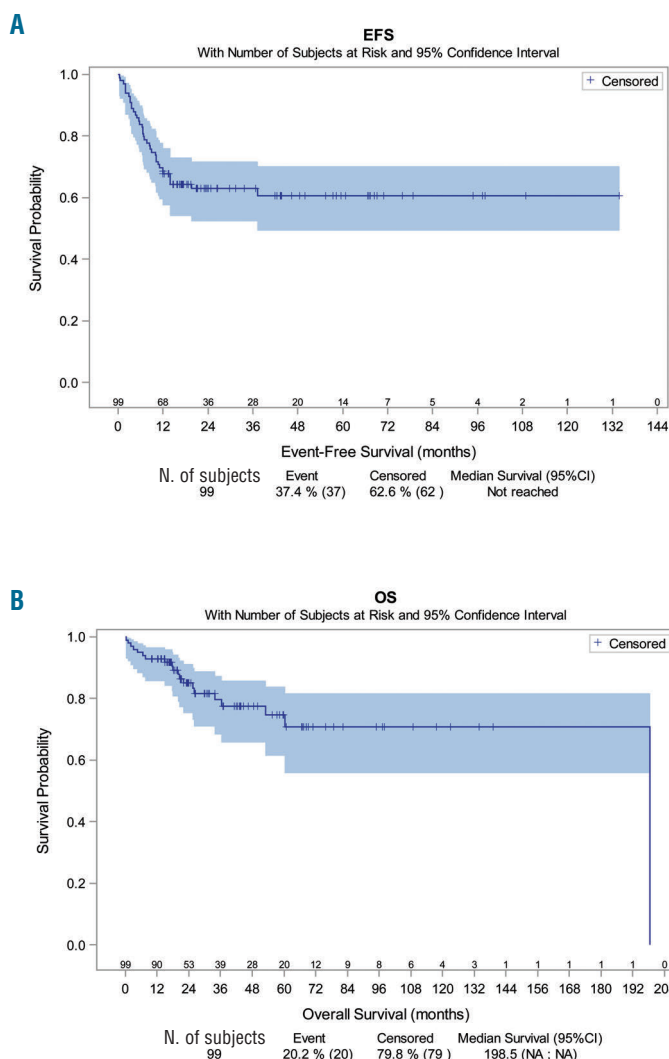 A
EFS
With Number of Subjects at Risk and 95% Confidence Interval
+ Censored
Survival Probability
1.0
0.8
0.6
0.4
0.2
0.0
99 68 36 28 20 14 7 5 4 2 1 1 0
0 12 24 36 48 60 72 84 96 108 120 132 144
Event-Free Survival (months)
N. of subjects Event Censored Median Survival (95%CI)
99 37.4 % (37) 62.6 % (62 ) Not reached
B
OS
With Number of Subjects at Risk and 95% Confidence Interval
+ Censored
Survival Probability
1.0
0.8
0.6
0.4
0.2
0.0
99 90 53 39 28 20 12 9 8 6 4 3 1 1 1 1 1 0
0 12 24 36 48 60 72 84 96 108 120 132 144 156 168 180 192 20
Overall Survival (months)
N. of subjects Event Censored Median Survival (95%CI)
99 20.2 % (20) 79.8 % (79 ) 198.5 (NA ; NA)